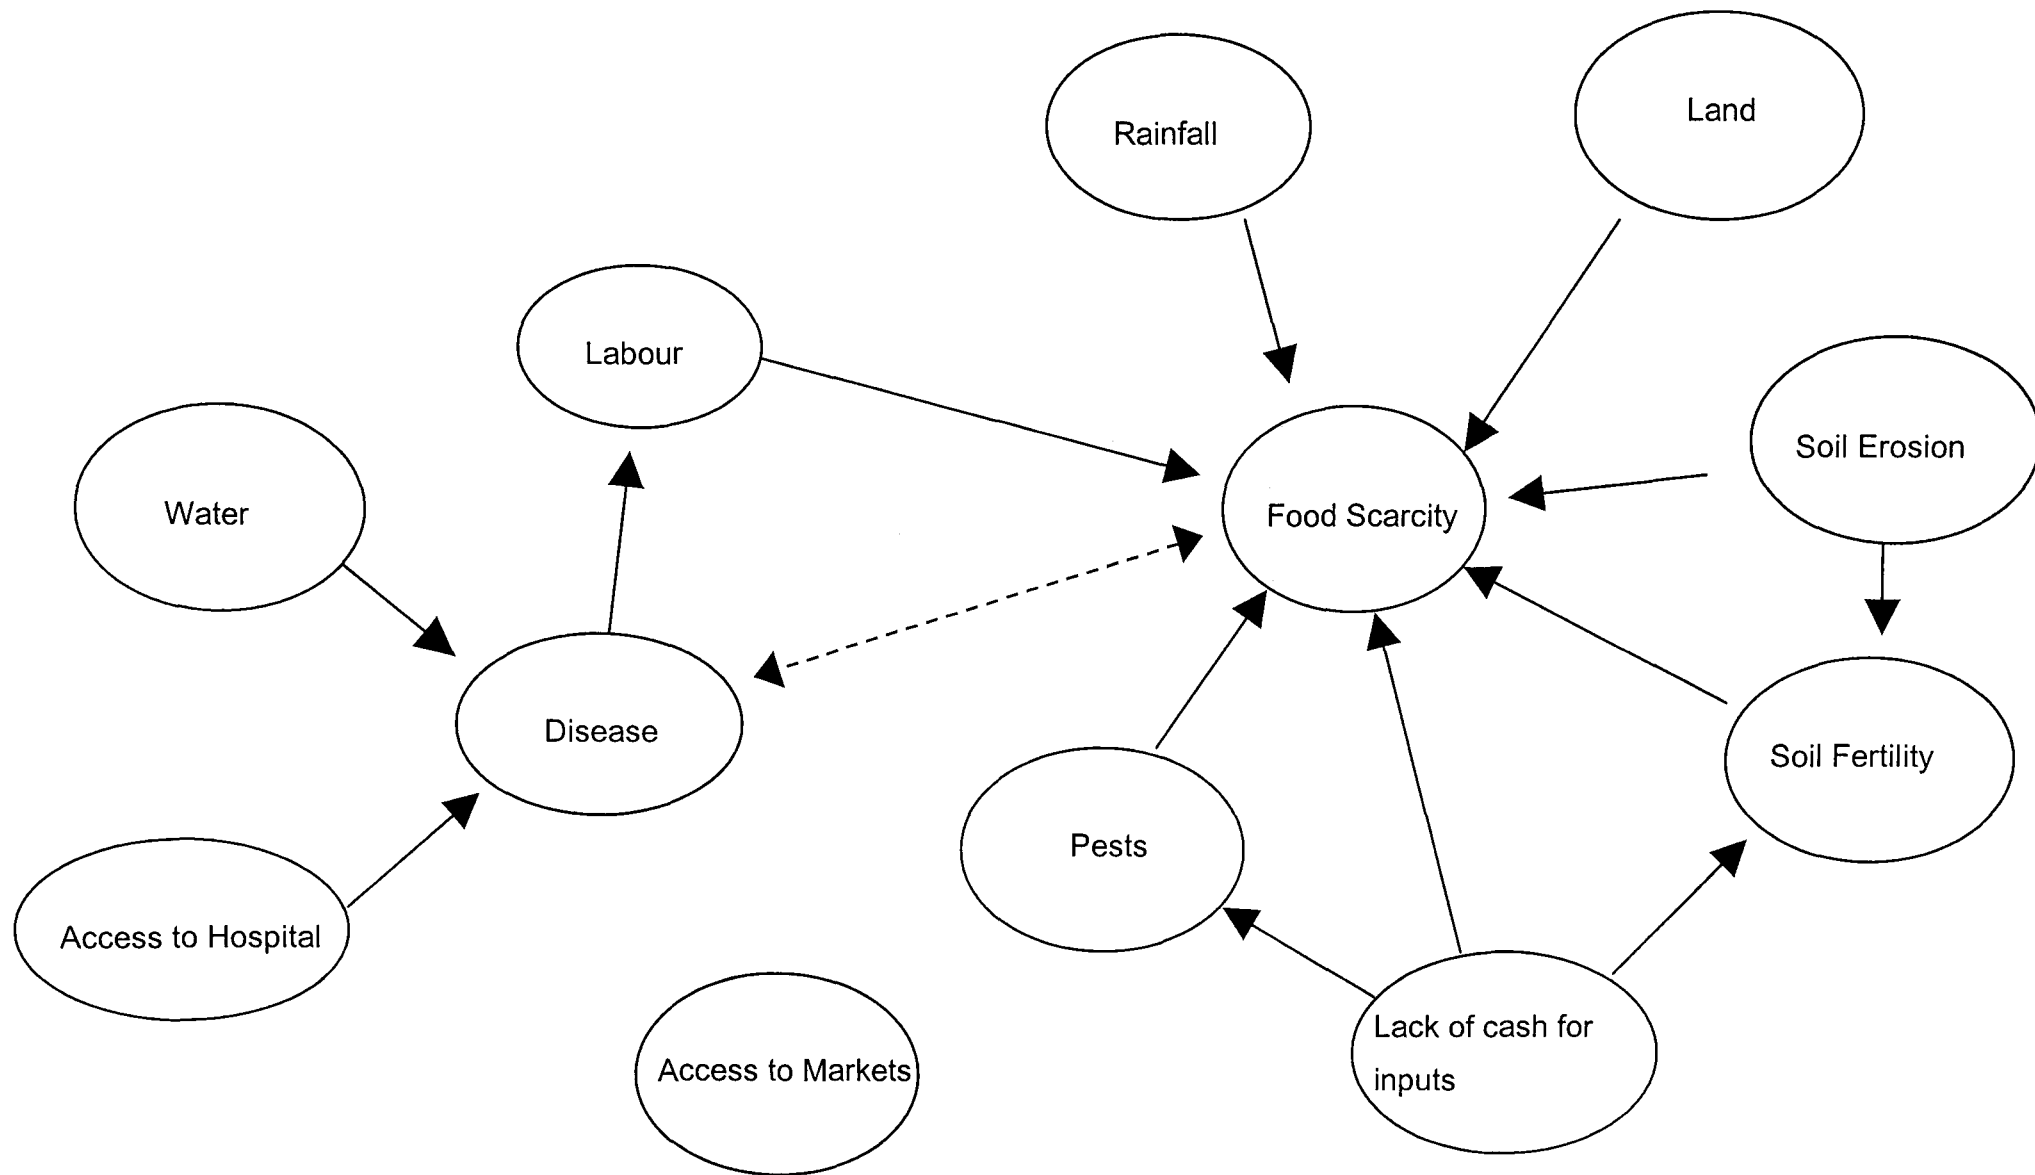 Land
Rainfall
Labour
Soil Erosion
Water
Food Scarcity
Disease
Soil Fertility
Pests
Access to Hospital
Lack of cash for
inputs
Access to Markets